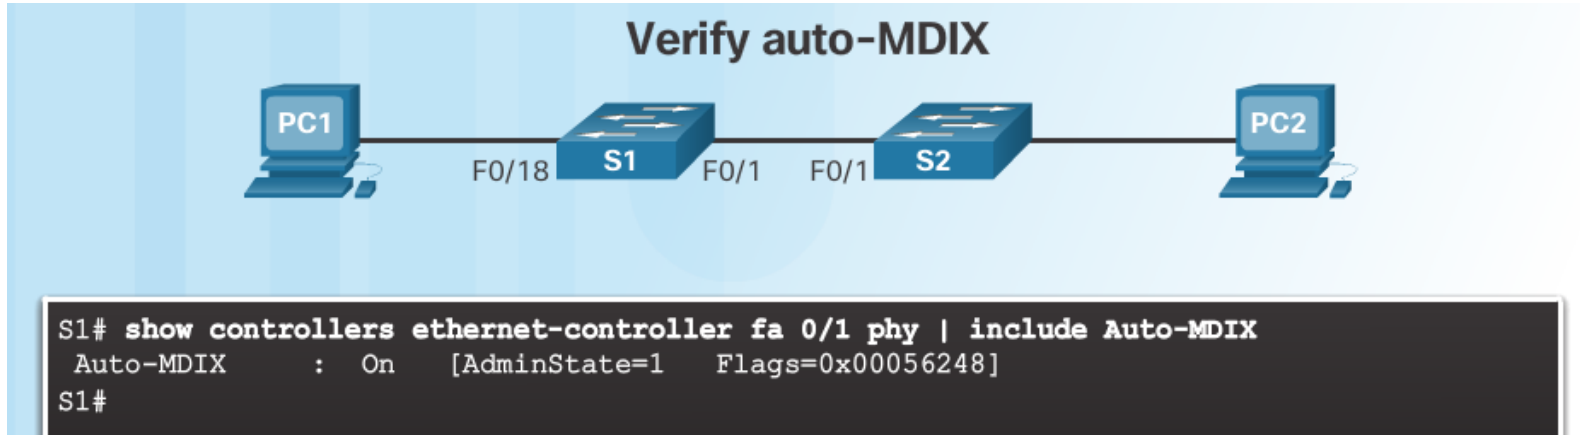 Verify auto-MDIX
PC1
PC2
S1
S2
F0/18
F0/1
F0/1
S1# show controllers ethernet-controller fa 0/1 phy | include Auto-MDIX
Auto-MDIX : On [AdminState=1 Flags=0x00056248]
S1#